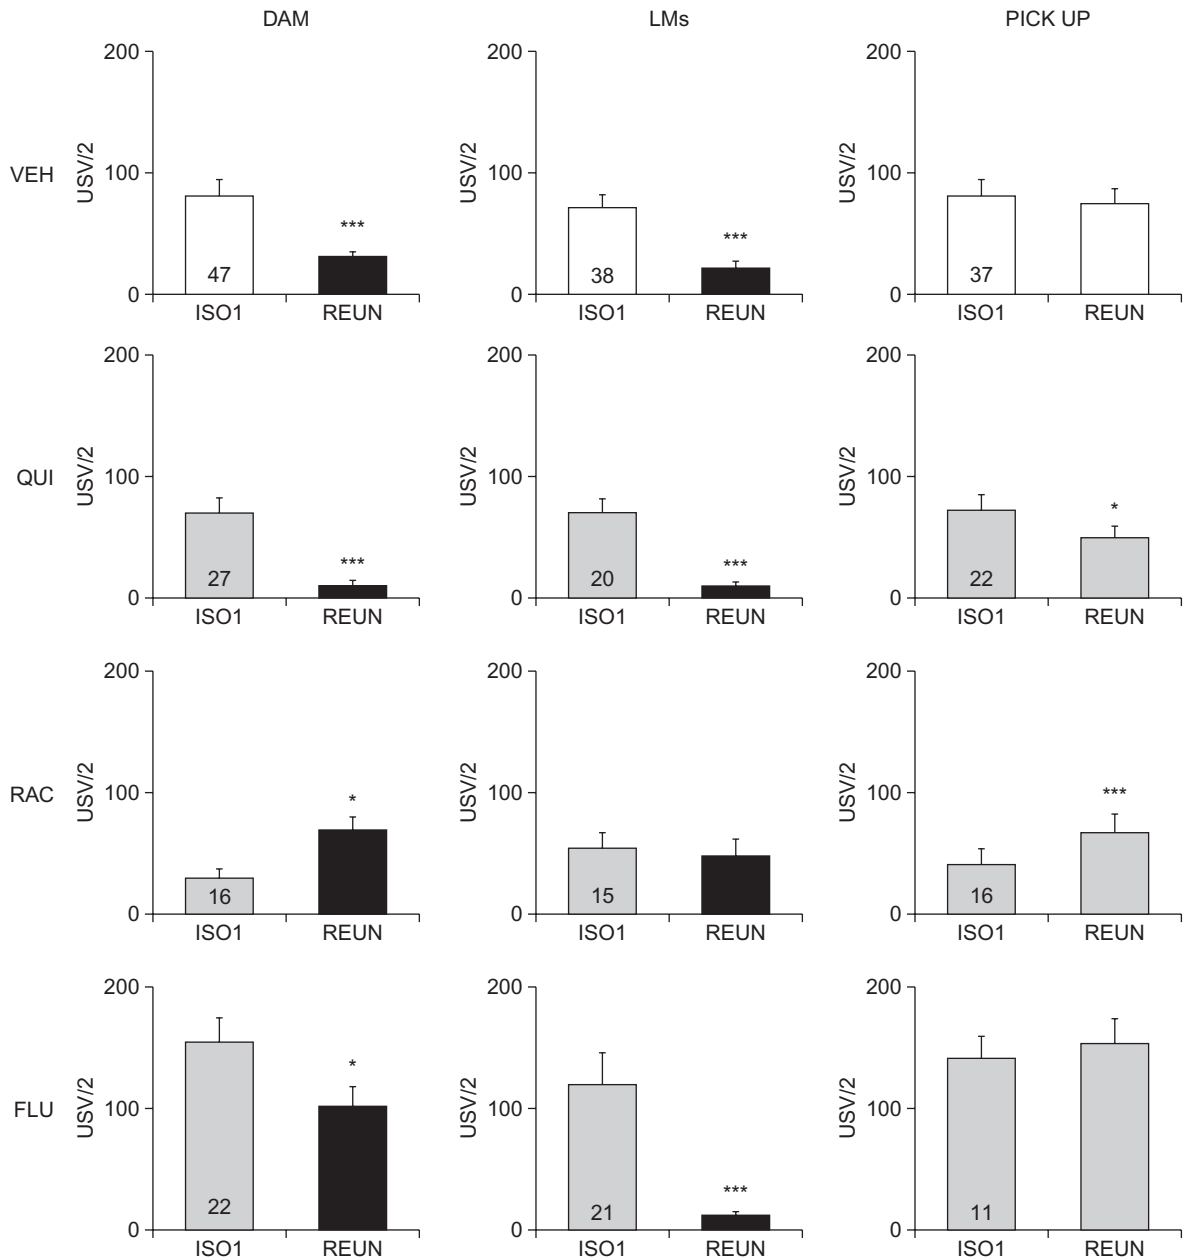 DAM LMs PICK UP
200 200 200
VEH USV/2 100 USV/2 100 USV/2 100
*** ***
47 38 37
0 0 0
ISO1 REUN ISO1 REUN ISO1 REUN
200 200 200
QUI USV/2 100 USV/2 100 USV/2 100
*** *** *
27 20 22
0 0 0
ISO1 REUN ISO1 REUN ISO1 REUN
200 200 200
RAC USV/2 100 USV/2 100 USV/2 100
* ***
16 15 16
0 0 0
ISO1 REUN ISO1 REUN ISO1 REUN
200 200 200
FLU USV/2 100 USV/2 100 USV/2 100
* ***
22 21 11
0 0 0
ISO1 REUN ISO1 REUN ISO1 REUN